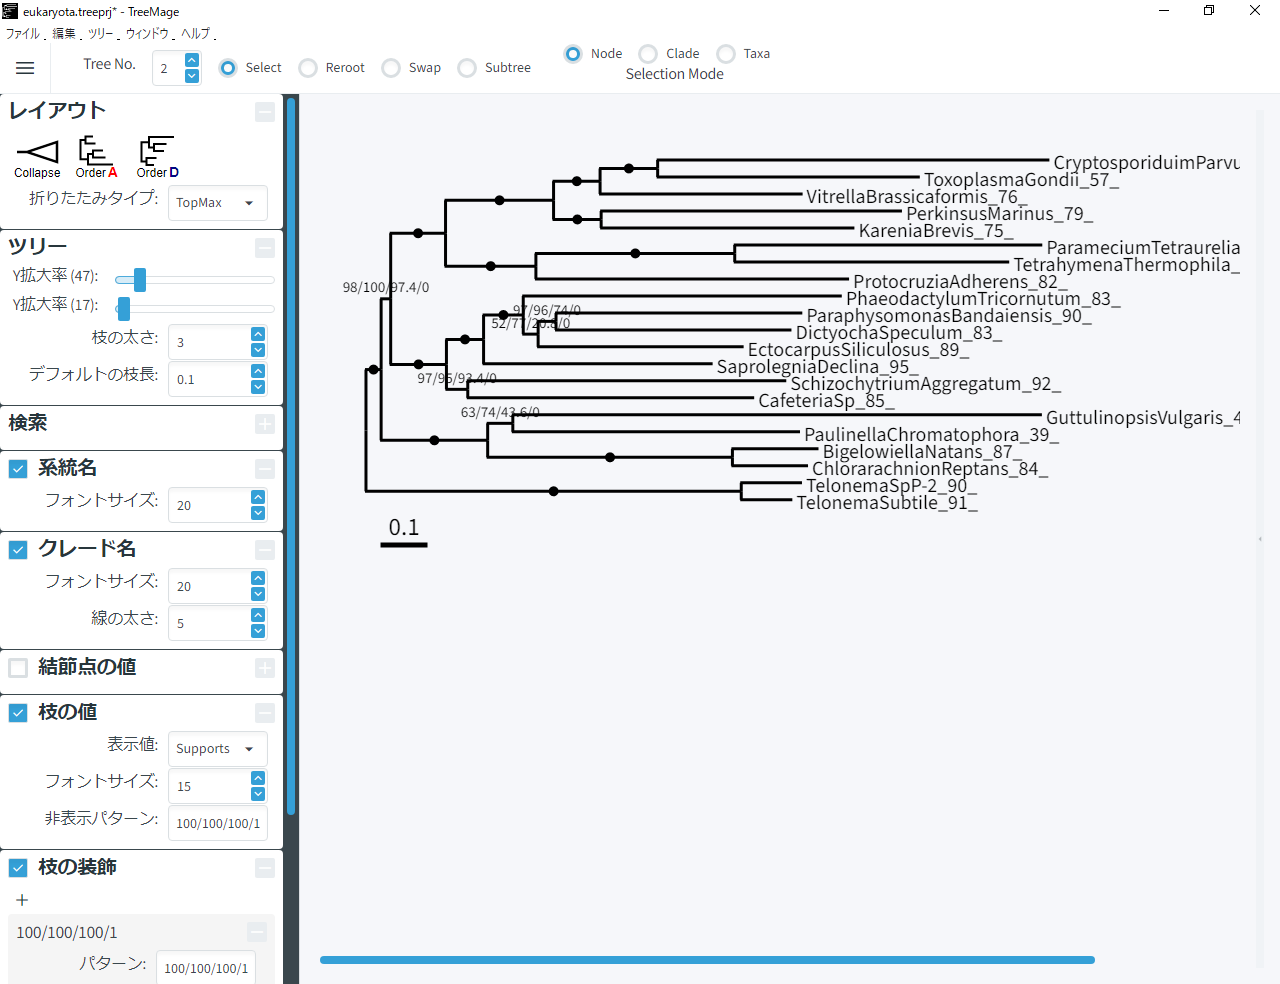 eukaryota.treeprj* - TreeMage
ファイル 編集 ツリー ウィンドウ ヘルプ
Tree No. 2 Select Reroot Swap Subtree Node Clade Taxa
Selection Mode
レイアウト
Collapse Order A Order D
折りたたみタイプ: TopMax
ツリー
Y拡大率 (47):
Y拡大率 (17):
枝の太さ: 3
デフォルトの枝長: 0.1
検索
系統名
フォントサイズ: 20
クレード名
フォントサイズ: 20
線の太さ: 5
結節点の値
枝の値
表示値: Supports
フォントサイズ: 15
非表示パターン: 100/100/100/1
枝の装飾
+
100/100/100/1
パターン: 100/100/100/1
CryptosporiduimParvu
ToxoplasmaGondii_57_
VitrellaBrassicaformis_76_
PerkinsusMarinus_79_
KareniaBrevis_75_
ParameciumTetraurelia
TetrahymenaThermophila_
ProtocruziaAdherens_82_
98/100/97.4/0
PhaeodactylumTricornutum_83_
97/96/74/0
ParaphysomonasBandaiensis_90_
52/77/20.8/0
DictyochaSpeculum_83_
EctocarpusSiliculosus_89_
SaprolegniaDeclina_95_
97/95/93.4/0
SchizochytriumAggregatum_92_
CafeteriaSp_85_
63/74/43.6/0
GuttulinopsisVulgaris_4
PaulinellaChromatophora_39_
BigelowiellaNatans_87_
ChlorarachnionReptans_84_
TelonemaSpP-2_90_
TelonemaSubtile_91_
0.1